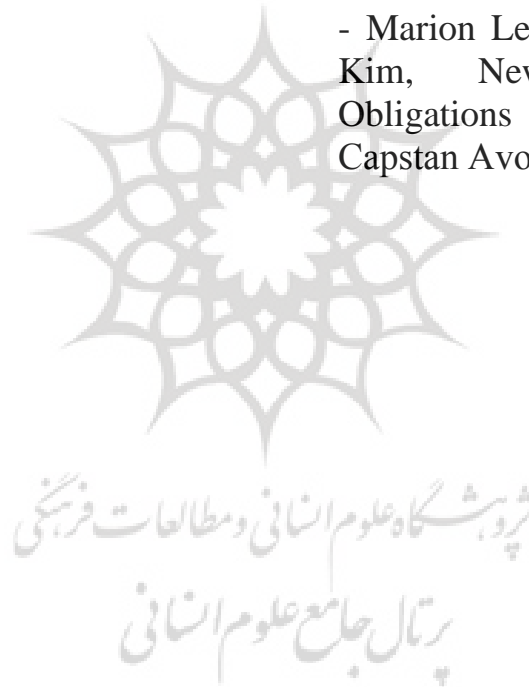 - Marion Le
Kim, Nev
Obligations
Capstan Avo
پژوهشگاه علوم انسانی و مطالعات فرهنگی
پرتال جامع علوم انسانی